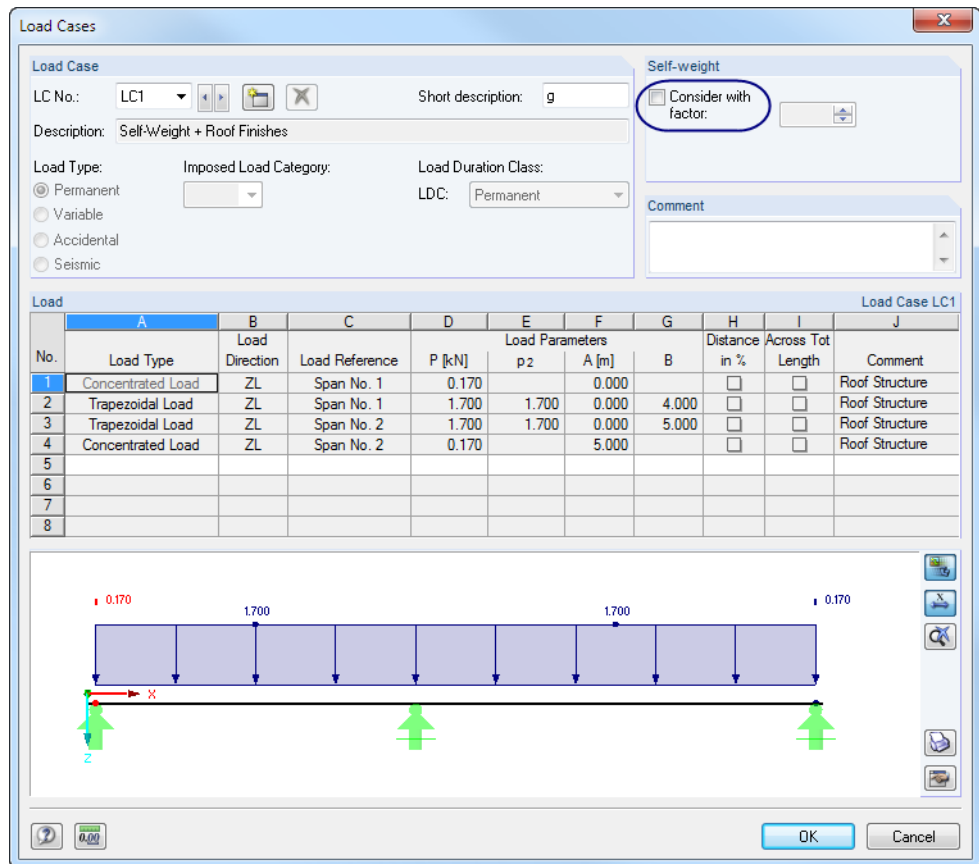 Load Cases
Load Case
LC No.: LC1 Short description: g
Description: Self-Weight + Roof Finishes
Load Type: Imposed Load Category: Load Duration Class:
Permanent LDC: Permanent
Variable
Accidental
Seismic
Self-weight
Consider with
factor:
Comment
Load Load Case LC1
A B C D E F G H I J
Load Load Parameters Distance Across Tot
No. Load Type Direction Load Reference P [kN] p2 A [m] B in % Length Comment
1 Concentrated Load ZL Span No. 1 0.170 0.000 Roof Structure
2 Trapezoidal Load ZL Span No. 1 1.700 1.700 0.000 4.000 Roof Structure
3 Trapezoidal Load ZL Span No. 2 1.700 1.700 0.000 5.000 Roof Structure
4 Concentrated Load ZL Span No. 2 0.170 5.000 Roof Structure
5
6
7
8
0.170 0.170
1.700 1.700
X
Z
x
0.00
OK Cancel